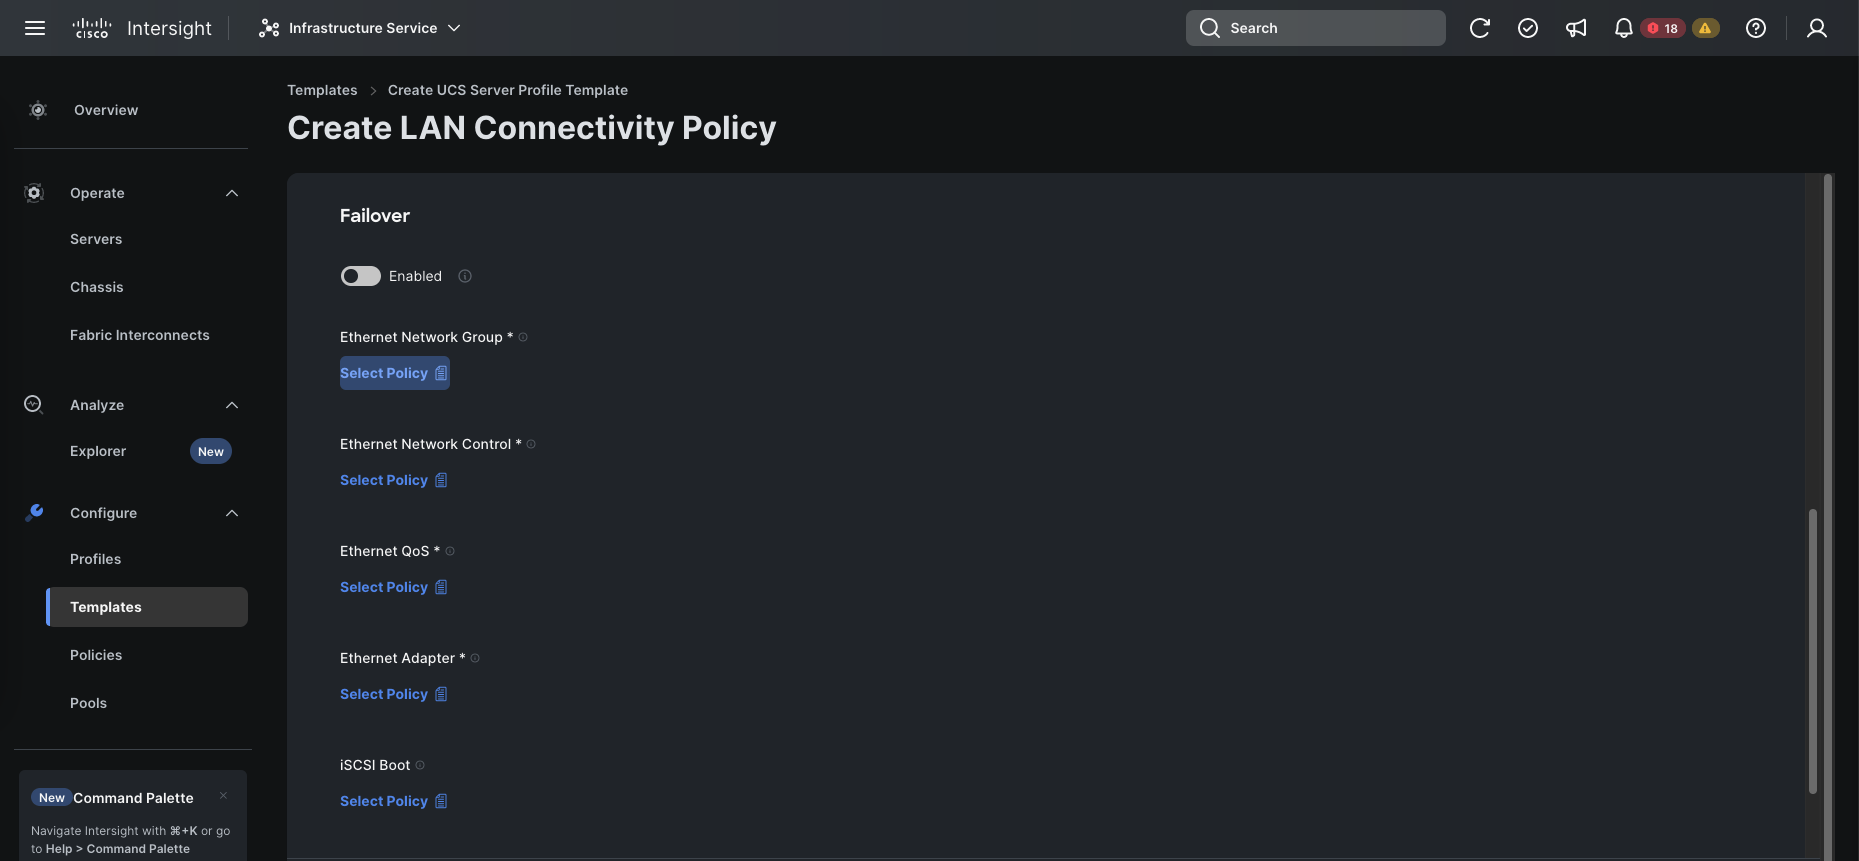 CISCO Intersight
Infrastructure Service
Search
18
Overview
Operate
Servers
Chassis
Fabric Interconnects
Analyze
Explorer New
Configure
Profiles
Templates
Policies
Pools
New Command Palette
Navigate Intersight with ⌘+K or go
to Help > Command Palette
Templates > Create UCS Server Profile Template
Create LAN Connectivity Policy
Failover
Enabled
Ethernet Network Group *
Select Policy
Ethernet Network Control *
Select Policy
Ethernet QoS *
Select Policy
Ethernet Adapter *
Select Policy
iSCSI Boot
Select Policy